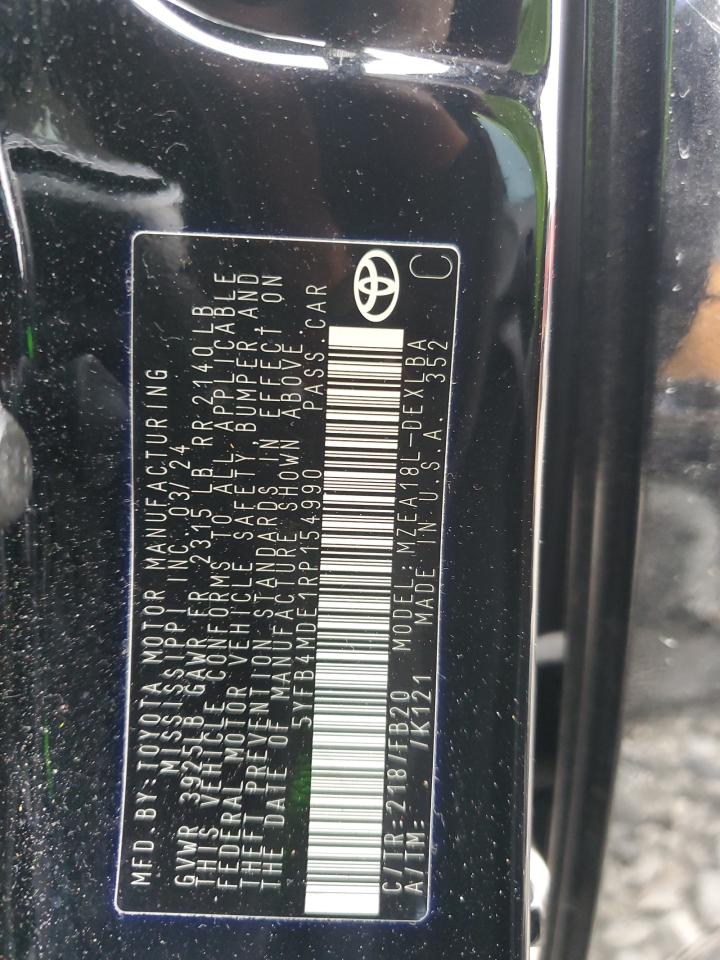 MFD.BY:TOYOTA MOTOR MANUFACTURING
MISSISSIPPI INC 03/24
GVWR 3925LB GAWR FR 2315 LB RR 2140LB
THIS VEHICLE CONFORMS TO ALL APPLICABLE
FEDERAL MOTOR VEHICLE SAFETY, BUMPER,AND
THEFT PREVENTION STANDARDS IN EFFECT ON
THE DATE OF MANUFACTURE SHOWN ABOVE.
5YFB4MDE1RP154990 PASS.CAR
C/TR:218/FB20 MODEL:MZEA18L-DEXLBA
A/TM: /K121 MADE IN U.S.A. 352 C